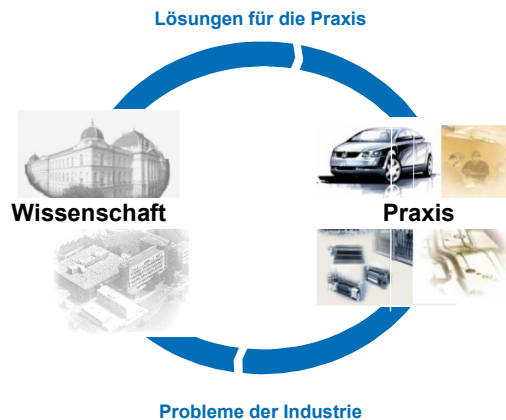 Lösungen für die Praxis
Wissenschaft
Praxis
Probleme der Industrie